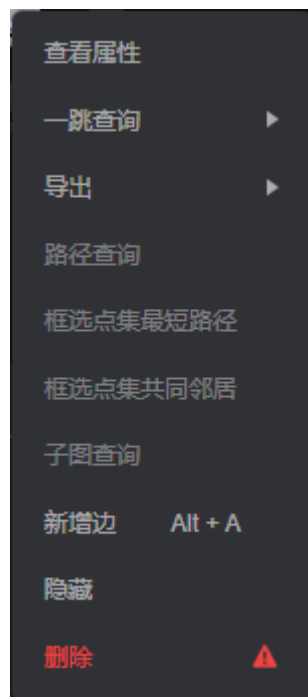 查看属性
一跳查询
导出
路径查询
框选点集最短路径
框选点集共同邻居
子图查询
新增边 Alt + A
隐藏
删除